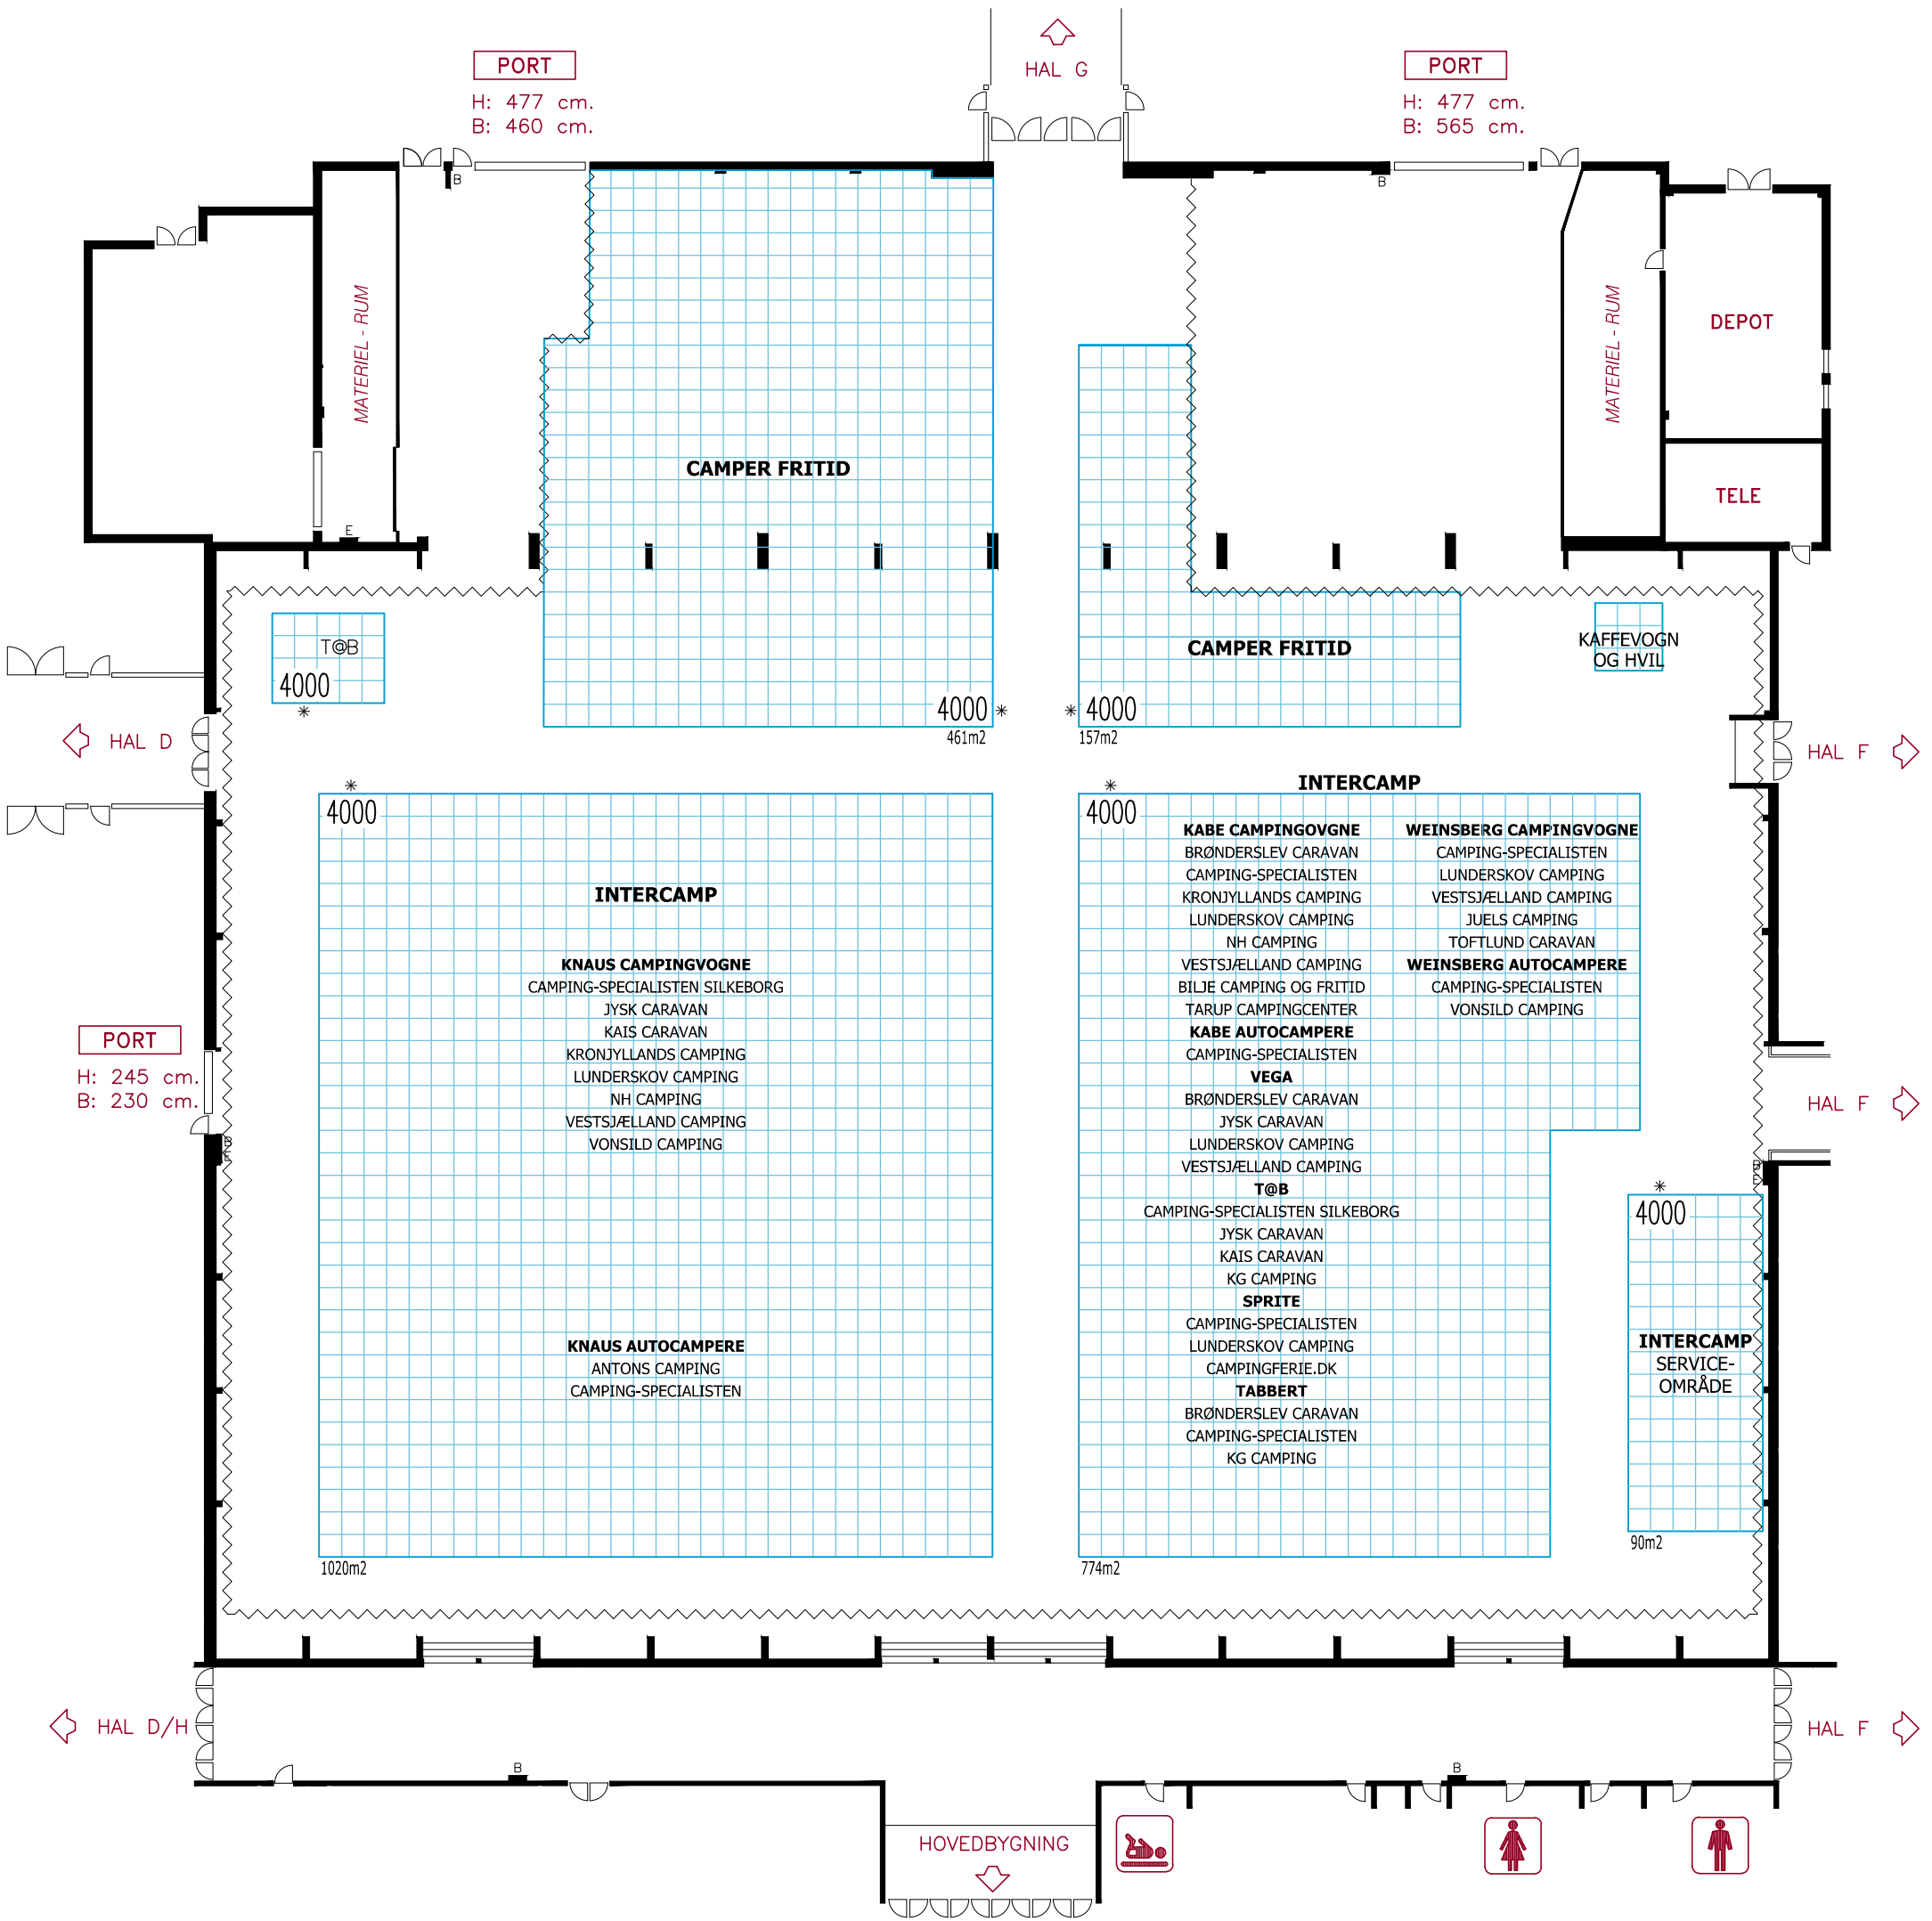 HAL G
PORT
H: 477 cm.
B: 460 cm.
PORT
H: 477 cm.
B: 565 cm.
B
B
MATERIEL - RUM
MATERIEL - RUM
DEPOT
TELE
E
CAMPER FRITID
4000
461m2
CAMPER FRITID
4000
157m2
T@B
4000
KAFFEVOGN
OG HVIL
HAL D
HAL F
4000
INTERCAMP
KNAUS CAMPINGVOGNE
CAMPING-SPECIALISTEN SILKEBORG
JYSK CARAVAN
KAIS CARAVAN
KRONJYLLANDS CAMPING
LUNDERSKOV CAMPING
NH CAMPING
VESTSJÆLLAND CAMPING
VONSILD CAMPING
KNAUS AUTOCAMPERE
ANTONS CAMPING
CAMPING-SPECIALISTEN
1020m2
INTERCAMP
4000
KABE CAMPINGOVGNE
BRØNDERSLEV CARAVAN
CAMPING-SPECIALISTEN
KRONJYLLANDS CAMPING
LUNDERSKOV CAMPING
NH CAMPING
VESTSJÆLLAND CAMPING
BILJE CAMPING OG FRITID
TARUP CAMPINGCENTER
KABE AUTOCAMPERE
CAMPING-SPECIALISTEN
VEGA
BRØNDERSLEV CARAVAN
JYSK CARAVAN
LUNDERSKOV CAMPING
VESTSJÆLLAND CAMPING
T@B
CAMPING-SPECIALISTEN SILKEBORG
JYSK CARAVAN
KAIS CARAVAN
KG CAMPING
SPRITE
CAMPING-SPECIALISTEN
LUNDERSKOV CAMPING
CAMPINGFERIE.DK
TABBERT
BRØNDERSLEV CARAVAN
CAMPING-SPECIALISTEN
KG CAMPING
774m2
WEINSBERG CAMPINGVOGNE
CAMPING-SPECIALISTEN
LUNDERSKOV CAMPING
VESTSJÆLLAND CAMPING
JUELS CAMPING
TOFTLUND CARAVAN
WEINSBERG AUTOCAMPERE
CAMPING-SPECIALISTEN
VONSILD CAMPING
PORT
H: 245 cm.
B: 230 cm.
B
E
HAL F
B
E
4000
INTERCAMP
SERVICE-
OMRÅDE
90m2
HAL D/H
HAL F
B
B
HOVEDBYGNING